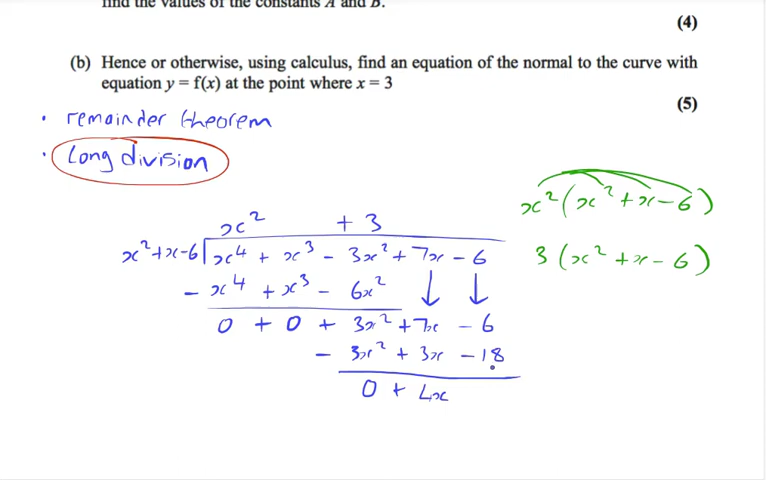 find the values of the constants A and B.
(4)
(b) Hence or otherwise, using calculus, find an equation of the normal to the curve with
equation y = f(x) at the point where x = 3
(5)
· remainder theorem
· long division
x² + 3
x²+x-6 x⁴ + x³ - 3x² + 7x - 6
- x⁴ + x³ - 6x²
0 + 0 + 3x² + 7x - 6
- 3x² + 3x - 18
0 + 4x
x²(x² + x - 6)
3(x² + x - 6)